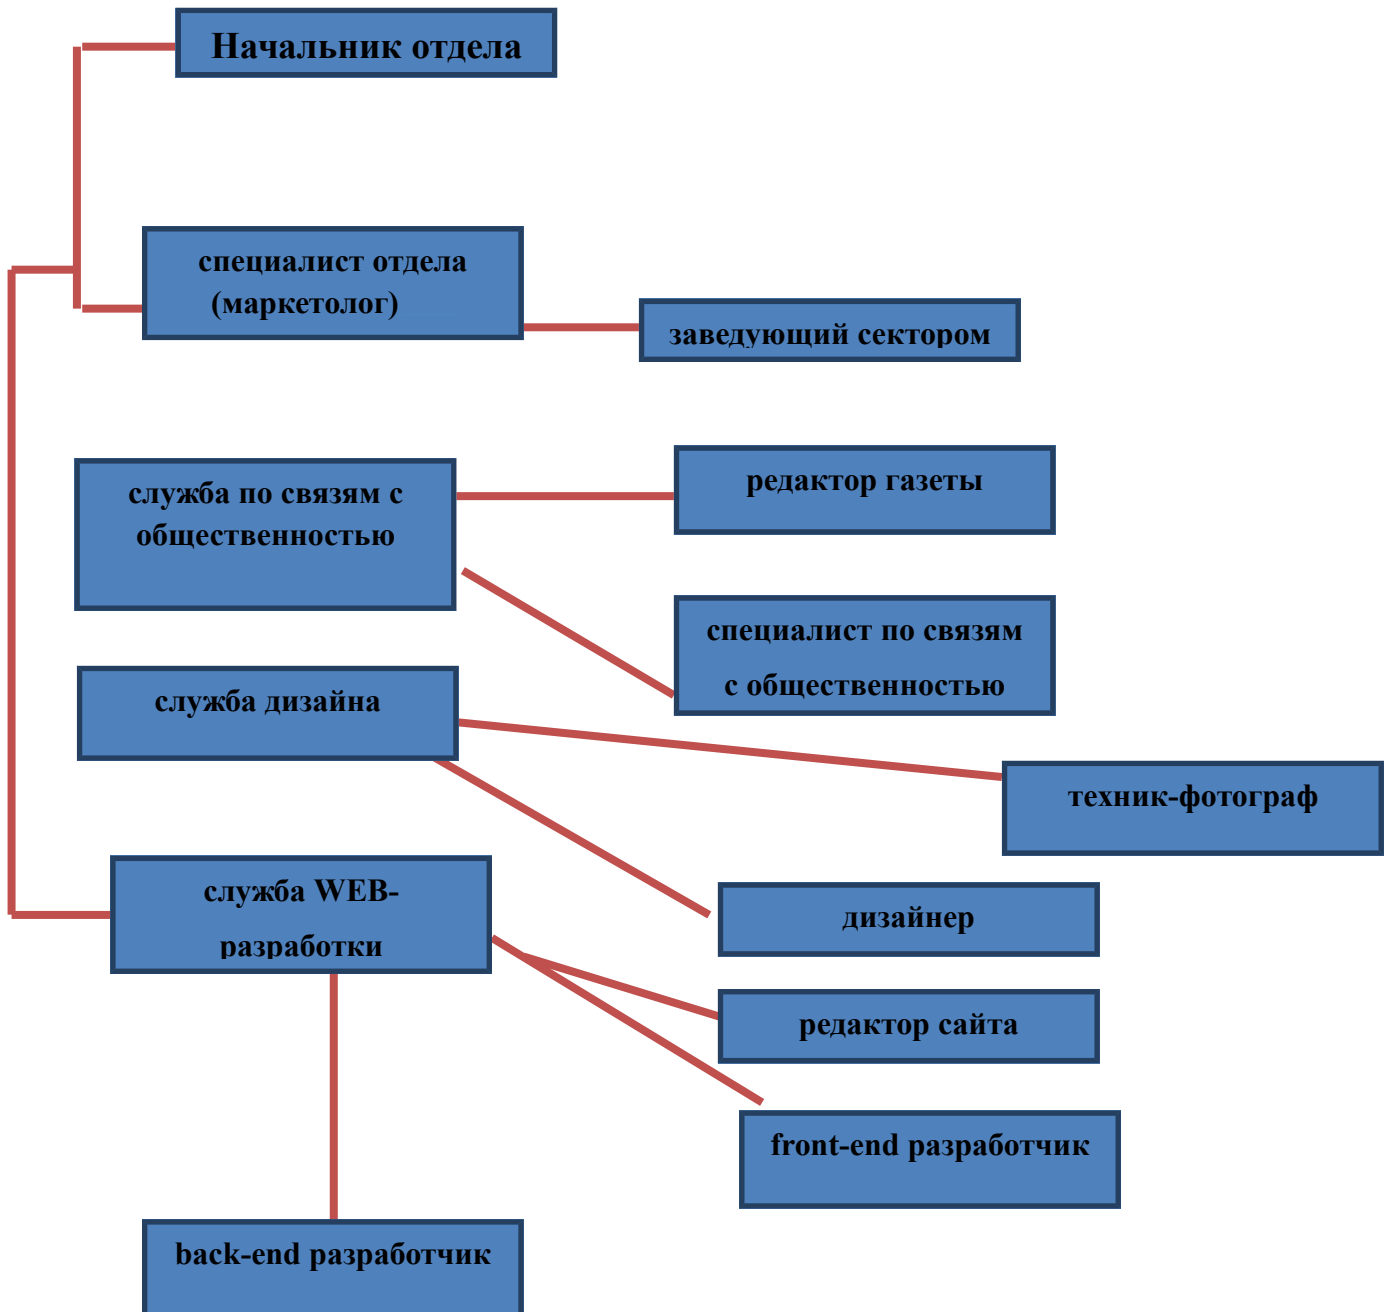 Начальник отдела
специалист отдела
(маркетолог)
заведующий сектором
служба по связям с
общественностью
редактор газеты
специалист по связям
с общественностью
служба дизайна
техник-фотограф
служба WEB-
разработки
дизайнер
редактор сайта
front-end разработчик
back-end разработчик